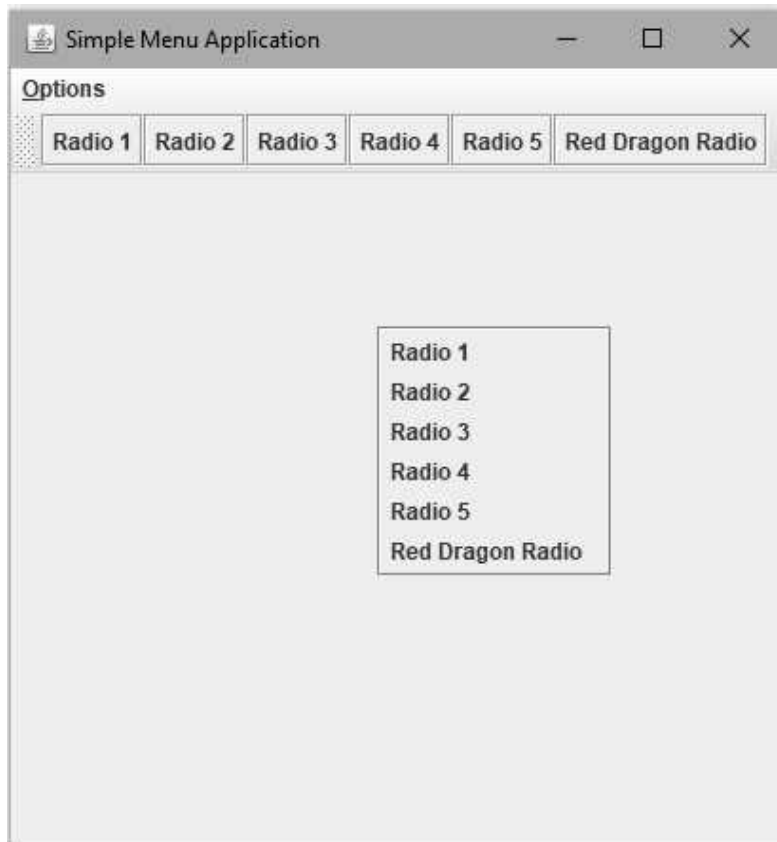 Simple Menu Application
Options
Radio 1 Radio 2 Radio 3 Radio 4 Radio 5 Red Dragon Radio
Radio 1
Radio 2
Radio 3
Radio 4
Radio 5
Red Dragon Radio